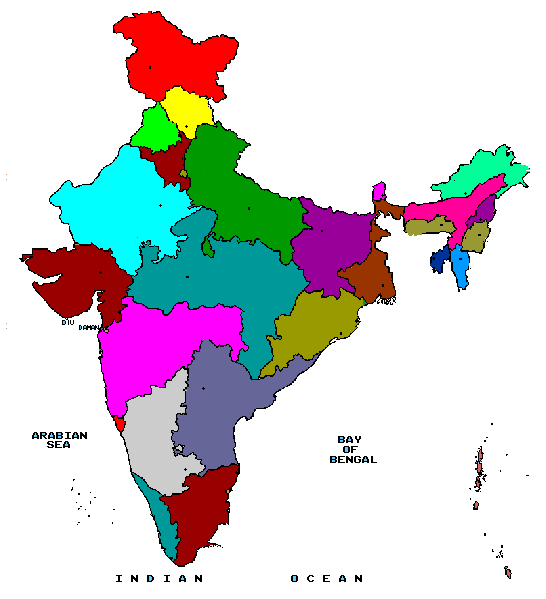 DIU
DAMAN
ARABIAN
SEA
BAY
OF
BENGAL
INDIAN OCEAN